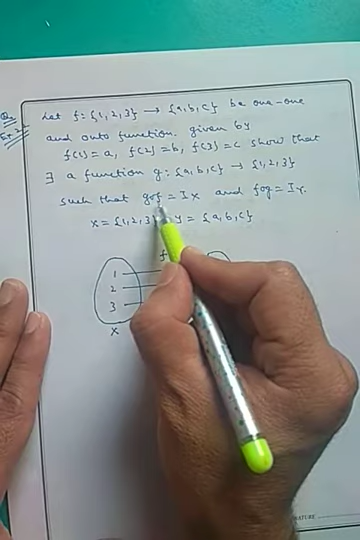 Q.
Ex.
Let f: {1, 2, 3} → {a, b, c} be one-one
and onto function given by
f(1) = a, f(2) = b, f(3) = c show that
∃ a function g: {a, b, c} → {1, 2, 3}
such that gof = Ix and fog = Iy.
X = {1, 2, 3} Y = {a, b, c}
f
1
2
3
X